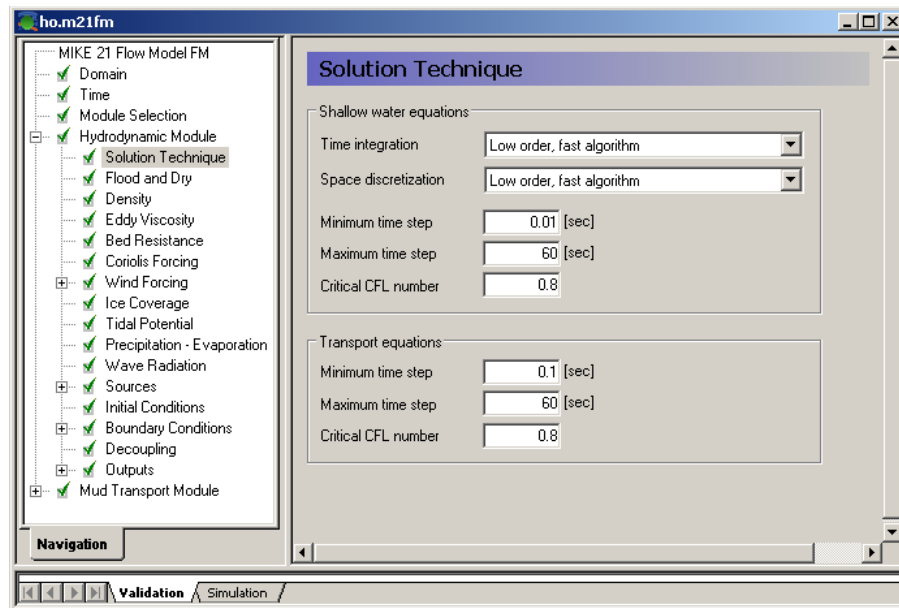 ho.m21fm
MIKE 21 Flow Model FM
Domain
Time
Module Selection
Hydrodynamic Module
Solution Technique
Flood and Dry
Density
Eddy Viscosity
Bed Resistance
Coriolis Forcing
Wind Forcing
Ice Coverage
Tidal Potential
Precipitation - Evaporation
Wave Radiation
Sources
Initial Conditions
Boundary Conditions
Decoupling
Outputs
Mud Transport Module
Navigation
Solution Technique
Shallow water equations
Time integration Low order, fast algorithm
Space discretization Low order, fast algorithm
Minimum time step 0.01 [sec]
Maximum time step 60 [sec]
Critical CFL number 0.8
Transport equations
Minimum time step 0.1 [sec]
Maximum time step 60 [sec]
Critical CFL number 0.8
Validation Simulation